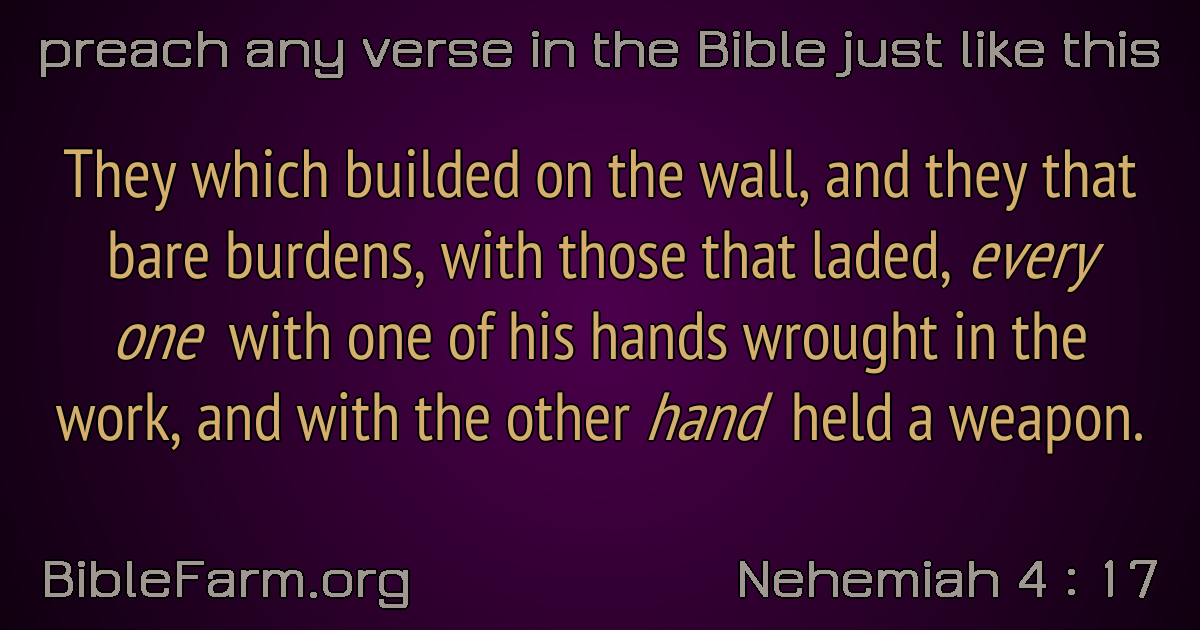 preach any verse in the Bible just like this
They which builded on the wall, and they that
bare burdens, with those that laded, every
one with one of his hands wrought in the
work, and with the other hand held a weapon.
BibleFarm.org
Nehemiah 4 : 17